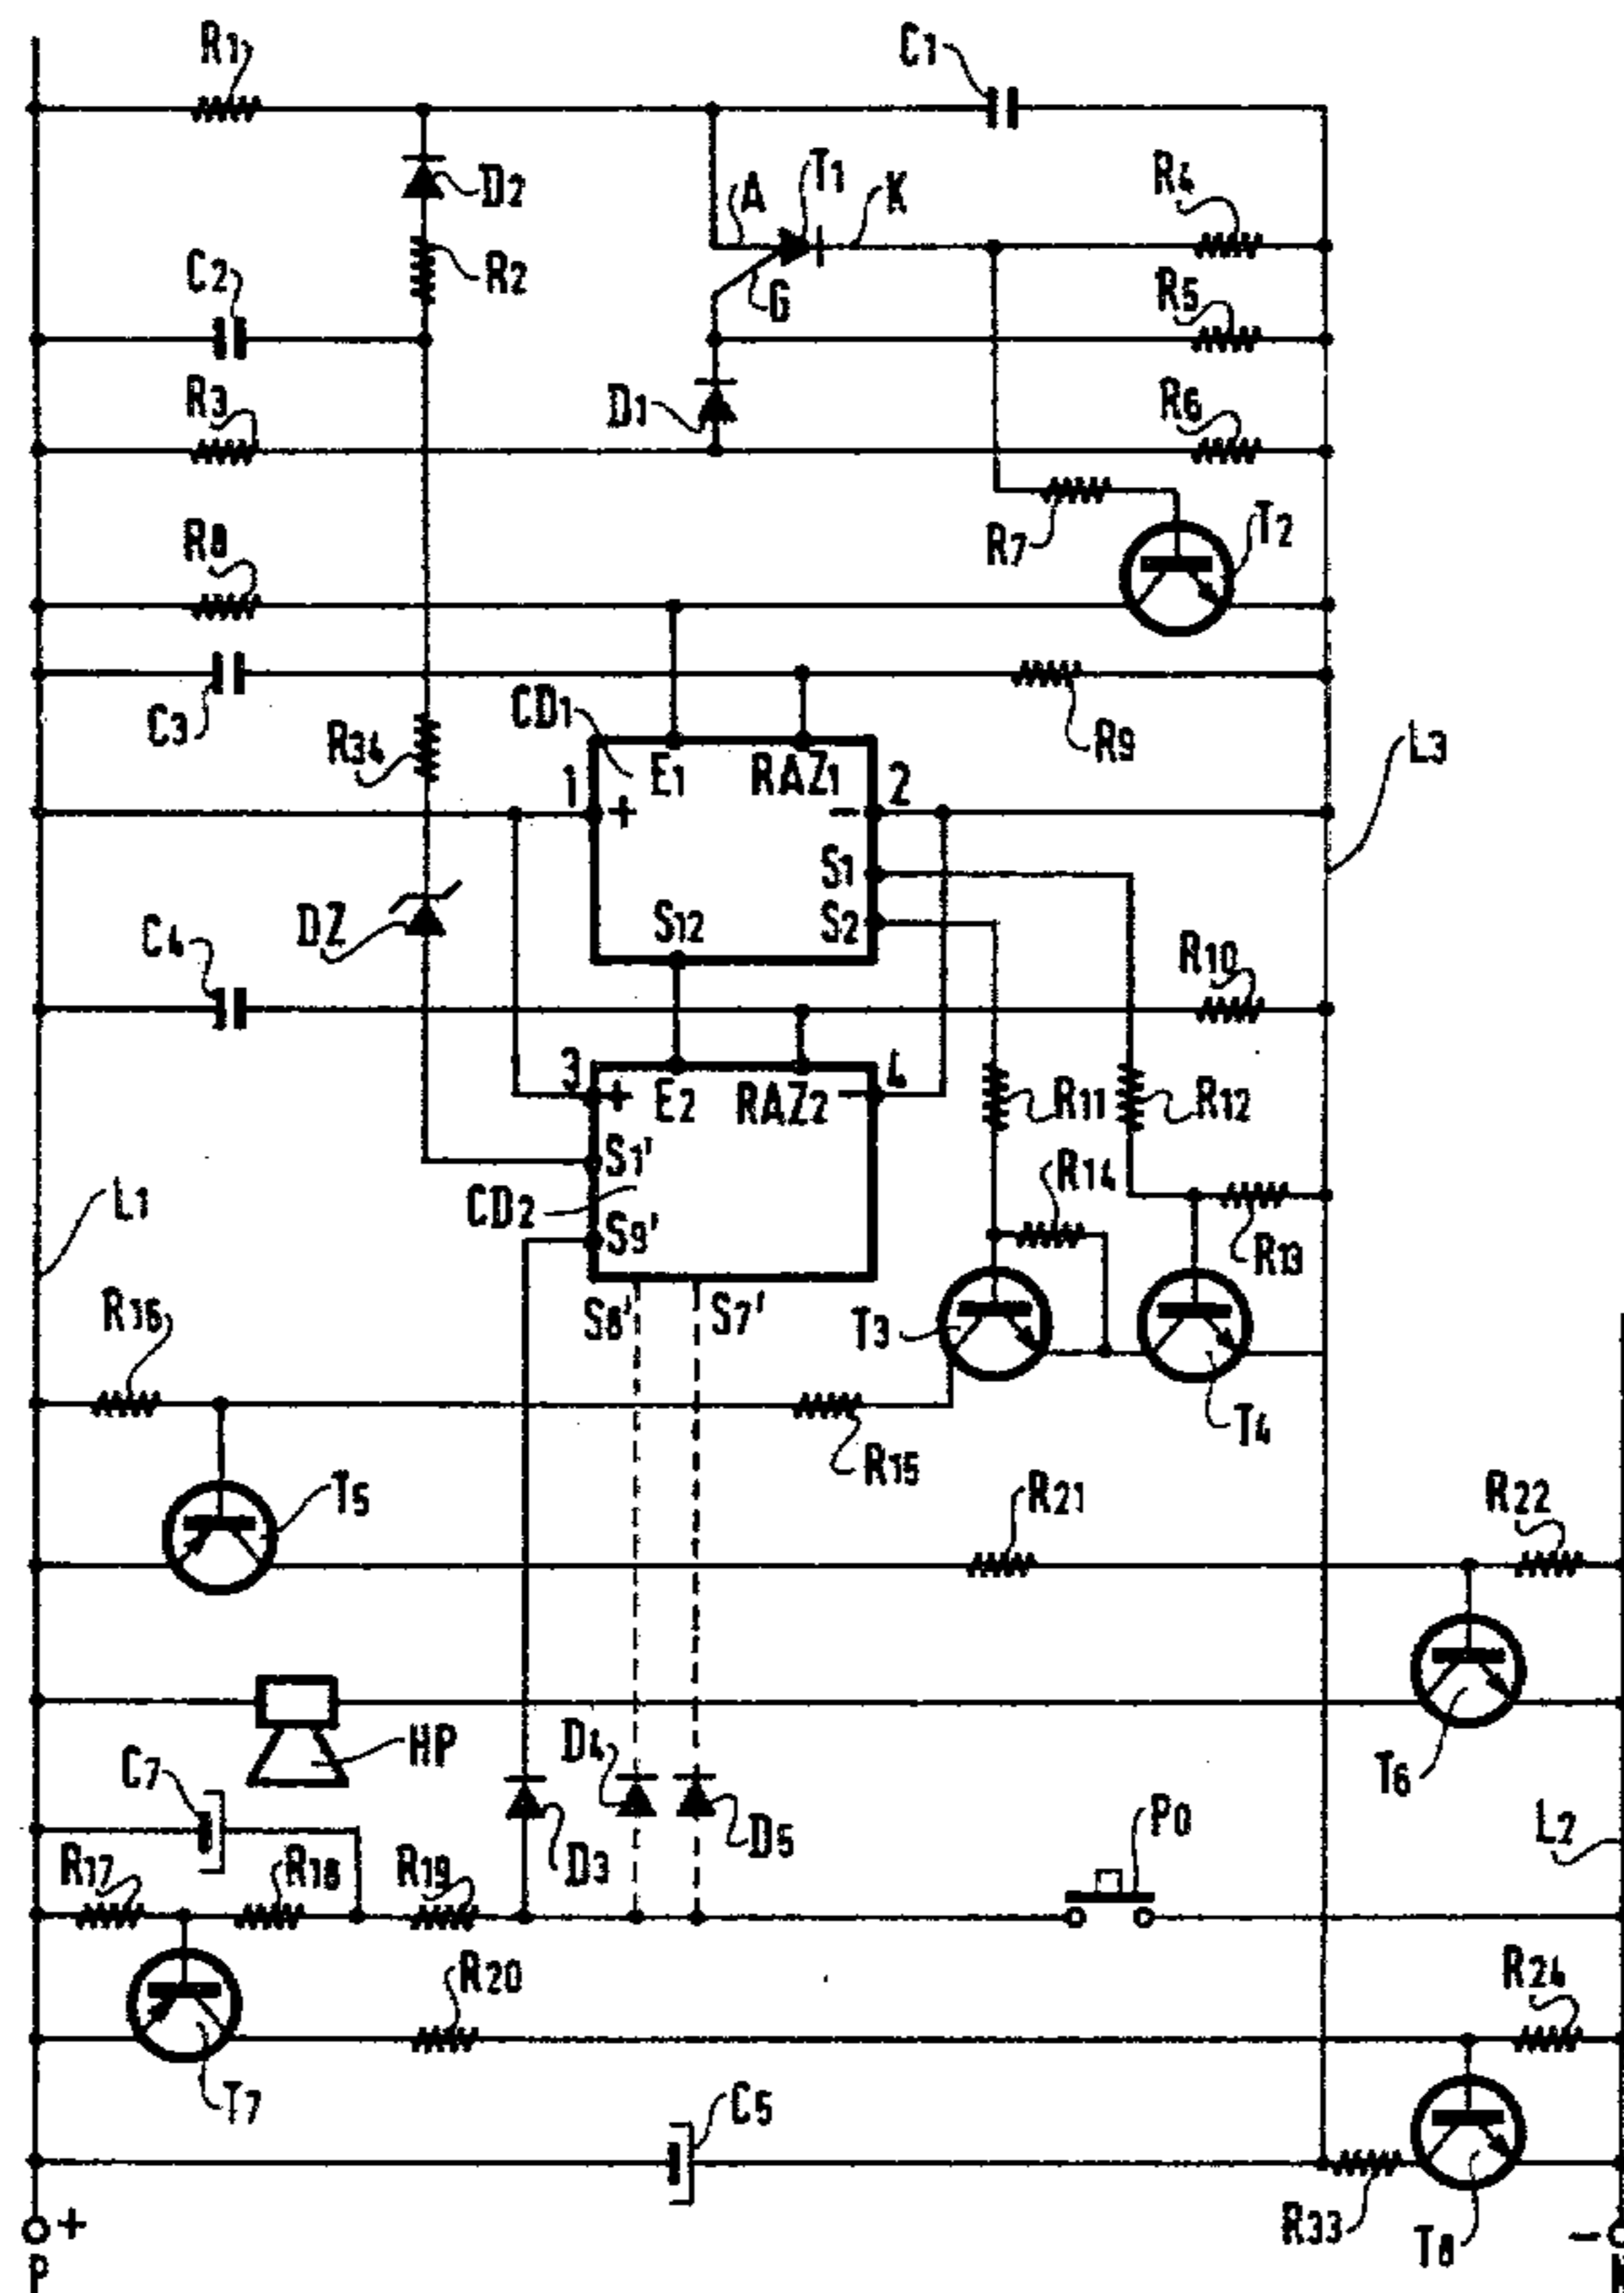 R1
C1
D2
A
T1
K
R4
C2
R2
G
R5
R3
D1
R6
R8
R7
T2
C3
R34
CD1
E1
RAZ1
R9
L3
1
+
-
2
S1
S12
S2
DZ
C4
R10
3
+
E2
RAZ2
-
4
R11
R12
S1'
R14
CD2
S9'
L1
R13
R16
S8'
S7'
T3
T4
R15
T5
R21
R22
HP
D4
T6
C7
D3
D5
P0
L2
R17
R18
R19
R20
R24
T7
C5
R33
T8
+
P
-